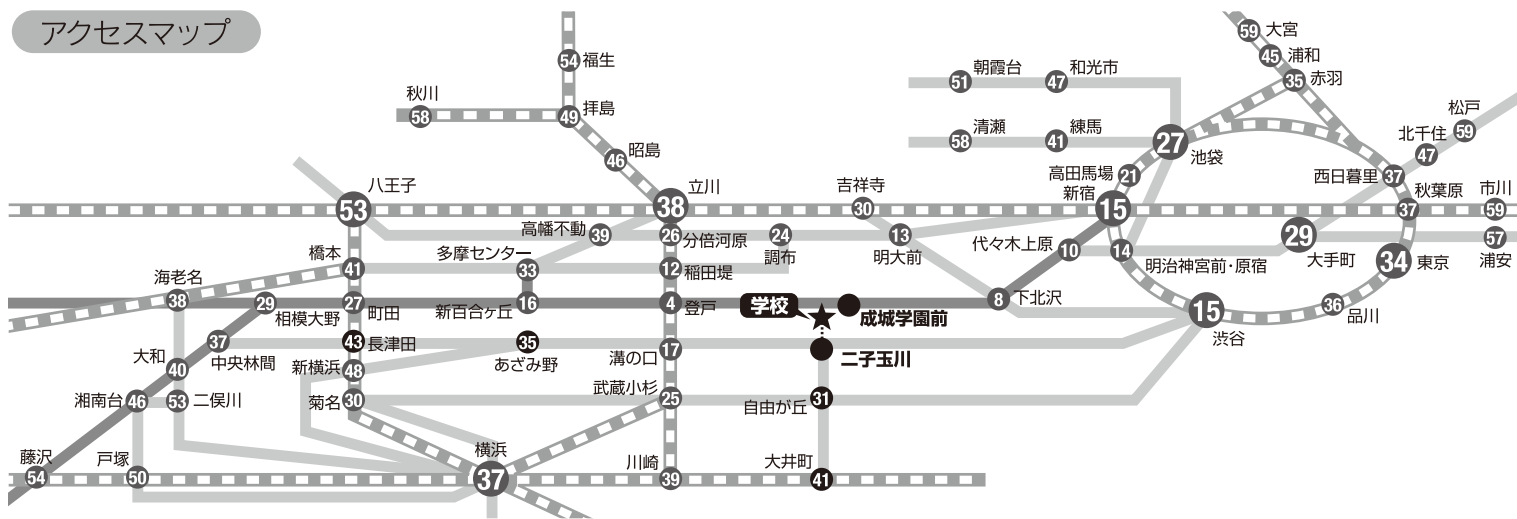 アクセスマップ
59 大宮
45 浦和
35 赤羽
54 福生
秋川
58
49 拝島
46 昭島
朝霞台
51
和光市
47
清瀬
58
練馬
41
27 池袋
松戸
59
北千住
47
高田馬場
21
西日暮里
37
八王子
53
立川
38
吉祥寺
30
新宿
15
秋葉原
37
市川
59
高幡不動
39
26 分倍河原
24
調布
13
明大前
代々木上原
10
14
明治神宮前・原宿
29
大手町
34 東京
57
浦安
橋本
41
多摩センター
33
12 稲田堤
海老名
38
29
相模大野
27
町田
新百合ヶ丘
16
4 登戸
学校
成城学園前
8 下北沢
15
渋谷
36
品川
37
中央林間
43 長津田
35
あざみ野
溝の口
17
二子玉川
大和
40
新横浜
48
湘南台
46
53 二俣川
菊名
30
武蔵小杉
25
自由が丘
31
藤沢
54
戸塚
50
横浜
37
川崎
39
大井町
41